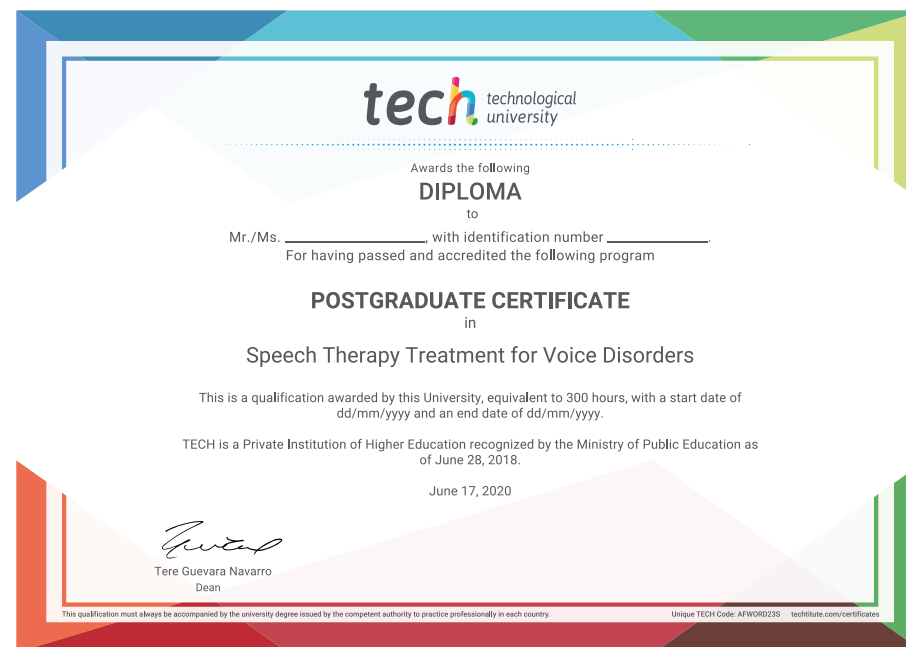 tech technological
university
Awards the following
DIPLOMA
to
Mr./Ms. ____________________, with identification number ______________.
For having passed and accredited the following program
POSTGRADUATE CERTIFICATE
in
Speech Therapy Treatment for Voice Disorders
This is a qualification awarded by this University, equivalent to 300 hours, with a start date of
dd/mm/yyyy and an end date of dd/mm/yyyy.
TECH is a Private Institution of Higher Education recognized by the Ministry of Public Education as
of June 28, 2018.
June 17, 2020
Tere Guevara Navarro
Dean
This qualification must always be accompanied by the university degree issued by the competent authority to practice professionally in each country. Unique TECH Code: AFWORD23S techtitute.com/certificates